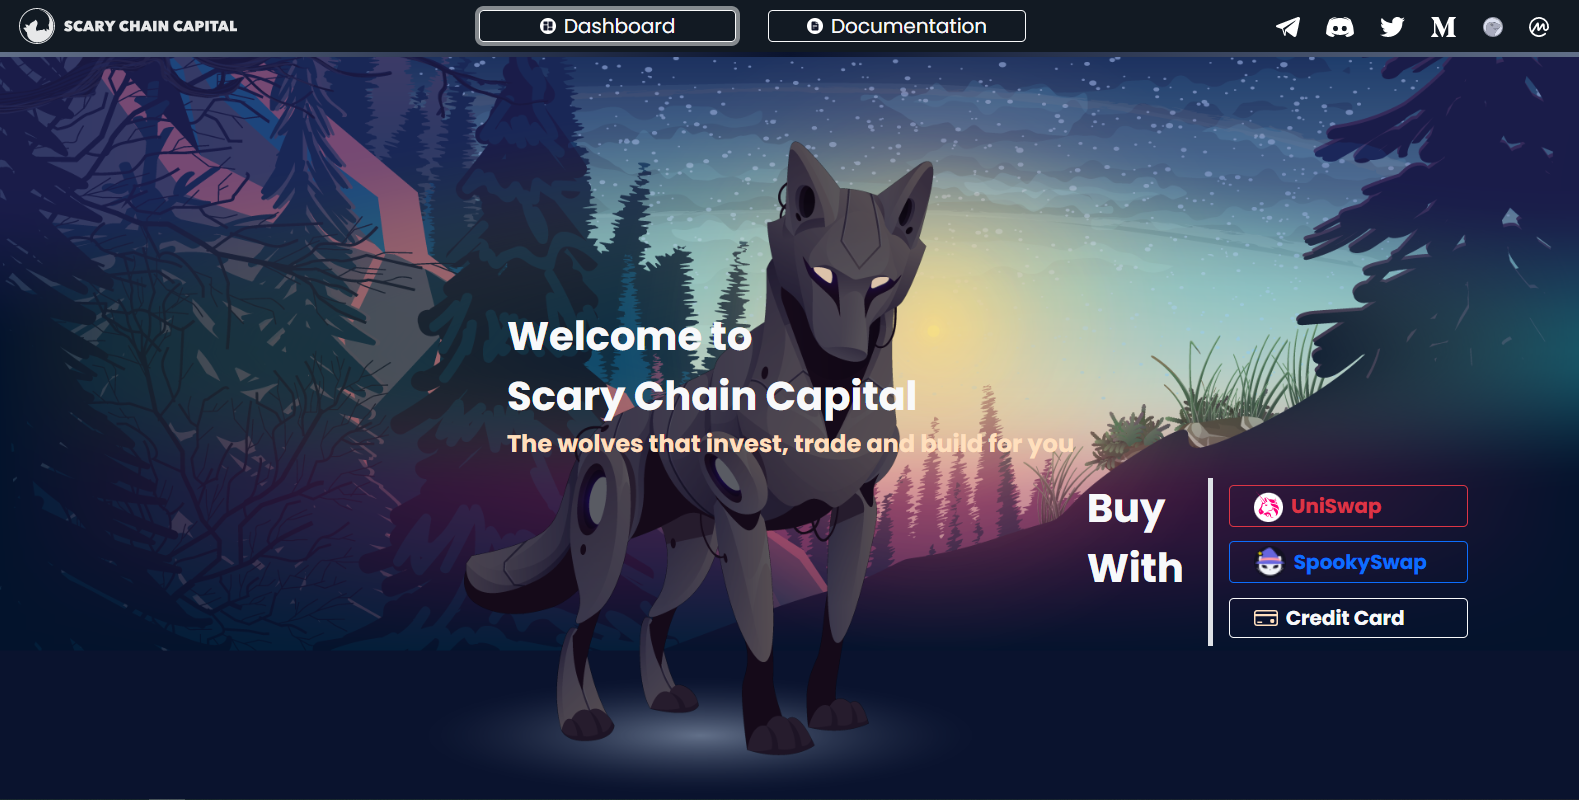 SCARY CHAIN CAPITAL
Dashboard
Documentation
Welcome to
Scary Chain Capital
The wolves that invest, trade and build for you
Buy
With
UniSwap
SpookySwap
Credit Card